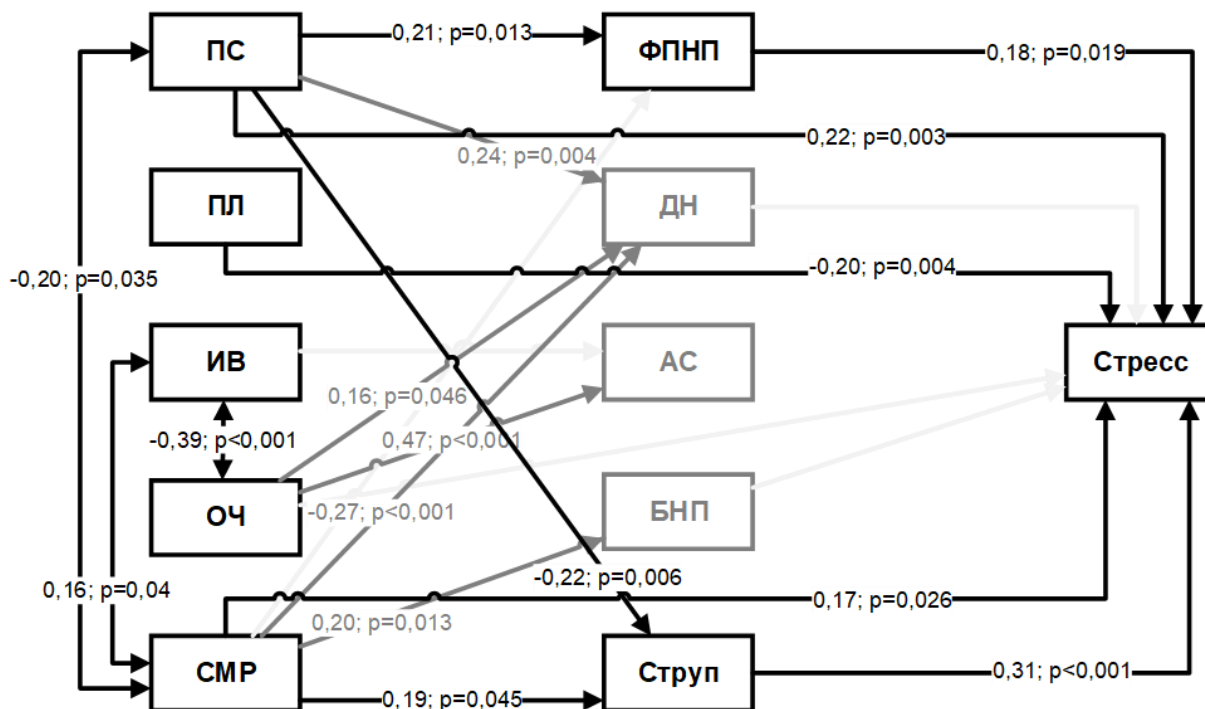 ПС
0,21; p=0,013
ФПНП
0,18; p=0,019
0,22; p=0,003
0,24; p=0,004
ПЛ
ДН
-0,20; p=0,035
-0,20; p=0,004
ИВ
АС
Стресс
0,16; p=0,046
-0,39; p<0,001
0,47; p<0,001
ОЧ
БНП
-0,27; p<0,001
0,16; p=0,04
-0,22; p=0,006
0,17; p=0,026
0,20; p=0,013
СМР
Струп
0,31; p<0,001
0,19; p=0,045